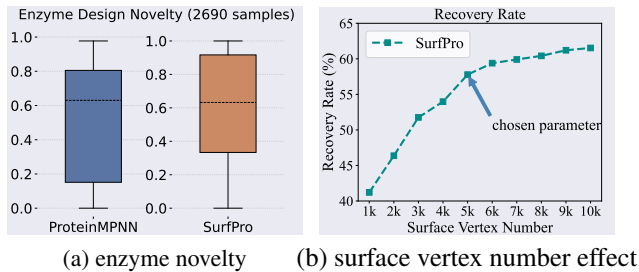 Enzyme Design Novelty (2690 samples)
1.0
0.8
0.6
0.4
0.2
0.0
ProteinMPNN
1.0
0.8
0.6
0.4
0.2
0.0
SurfPro
(a) enzyme novelty
Recovery Rate
Recovery Rate (%)
65
60
55
50
45
40
SurfPro
chosen parameter
1k 2k 3k 4k 5k 6k 7k 8k 9k 10k
Surface Vertex Number
(b) surface vertex number effect